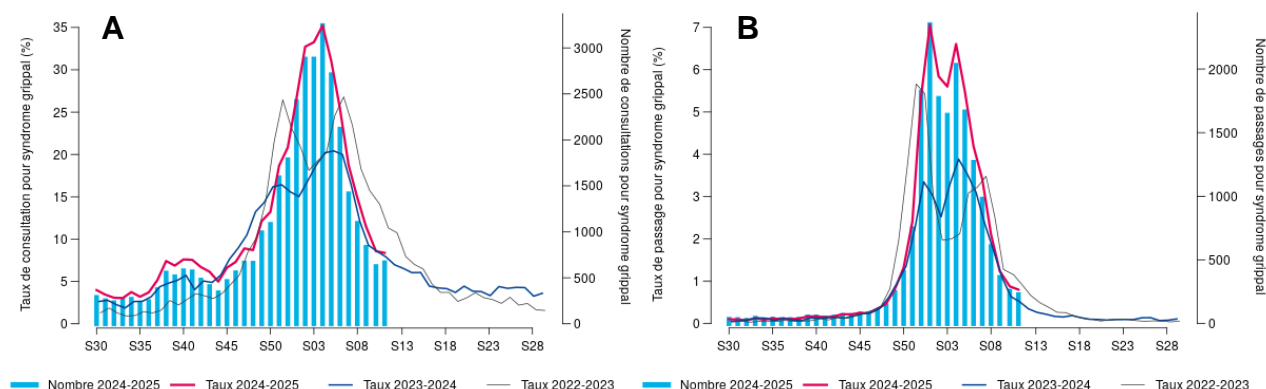 A
B
Taux de consultation pour syndrome grippal (%)
35
30
25
20
15
10
5
0
Nombre de consultations pour syndrome grippal
3000
2500
2000
1500
1000
500
0
S30 S35 S40 S45 S50 S03 S08 S13 S18 S23 S28
Nombre 2024-2025 Taux 2024-2025 Taux 2023-2024 Taux 2022-2023
Taux de passage pour syndrome grippal (%)
7
6
5
4
3
2
1
0
Nombre de passages pour syndrome grippal
2000
1500
1000
500
0
S30 S35 S40 S45 S50 S03 S08 S13 S18 S23 S28
Nombre 2024-2025 Taux 2024-2025 Taux 2023-2024 Taux 2022-2023